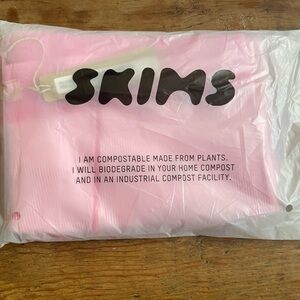 SKIMS
I AM COMPOSTABLE MADE FROM PLANTS.
I WILL BIODEGRADE IN YOUR HOME COMPOST
AND IN AN INDUSTRIAL COMPOST FACILITY.